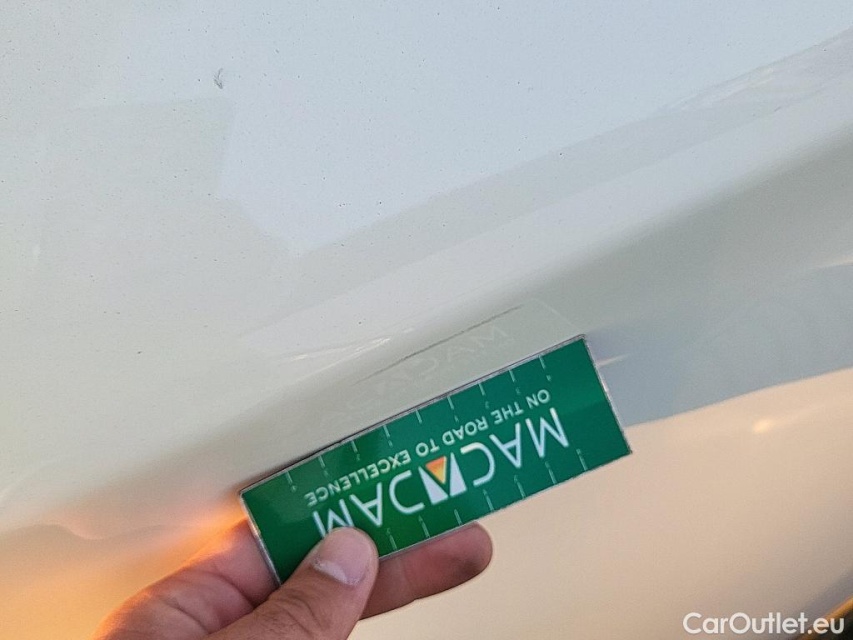 MACADAM
ON THE ROAD TO EXCELLENCE
CarOutlet.eu